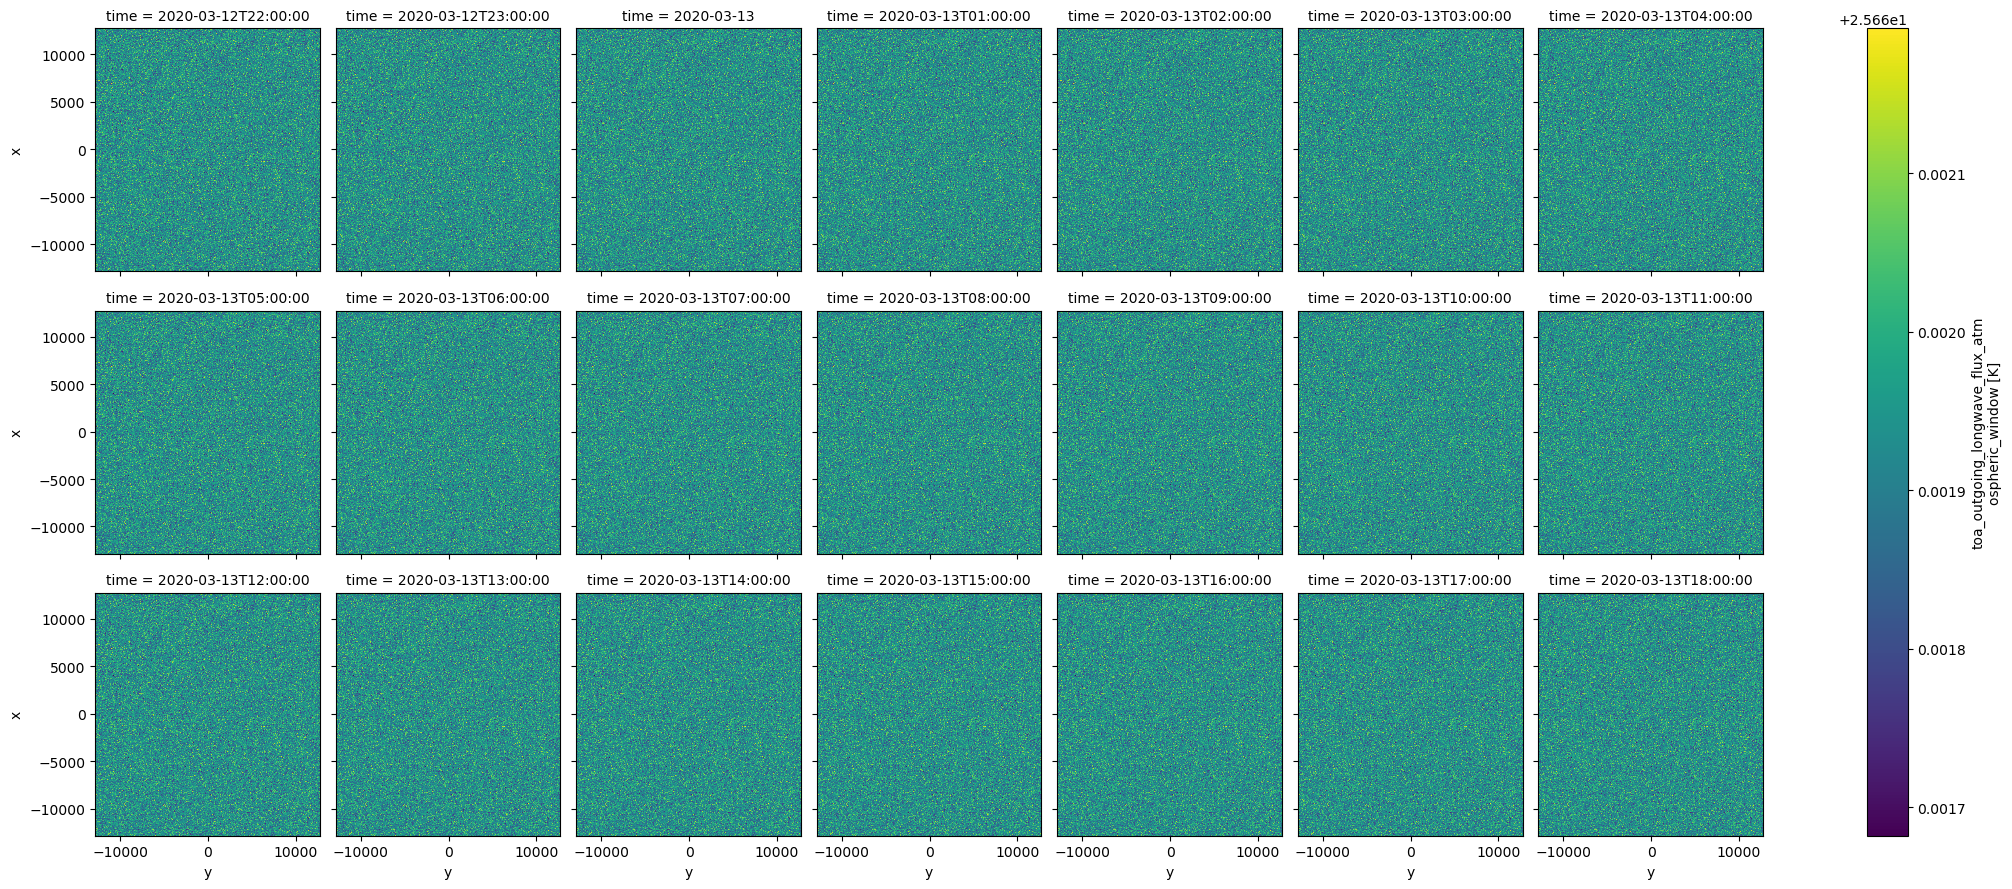 time = 2020-03-12T22:00:00 time = 2020-03-12T23:00:00 time = 2020-03-13 time = 2020-03-13T01:00:00 time = 2020-03-13T02:00:00 time = 2020-03-13T03:00:00 time = 2020-03-13T04:00:00
+2.566e1
10000
5000
0
−5000
−10000
x
time = 2020-03-13T05:00:00 time = 2020-03-13T06:00:00 time = 2020-03-13T07:00:00 time = 2020-03-13T08:00:00 time = 2020-03-13T09:00:00 time = 2020-03-13T10:00:00 time = 2020-03-13T11:00:00
10000
5000
0
−5000
−10000
x
time = 2020-03-13T12:00:00 time = 2020-03-13T13:00:00 time = 2020-03-13T14:00:00 time = 2020-03-13T15:00:00 time = 2020-03-13T16:00:00 time = 2020-03-13T17:00:00 time = 2020-03-13T18:00:00
10000
5000
0
−5000
−10000
x
−10000 0 10000 −10000 0 10000 −10000 0 10000 −10000 0 10000 −10000 0 10000 −10000 0 10000 −10000 0 10000
y y y y y y y
0.0021
0.0020
0.0019
0.0018
0.0017
toa_outgoing_longwave_flux_atm
ospheric_window [K]